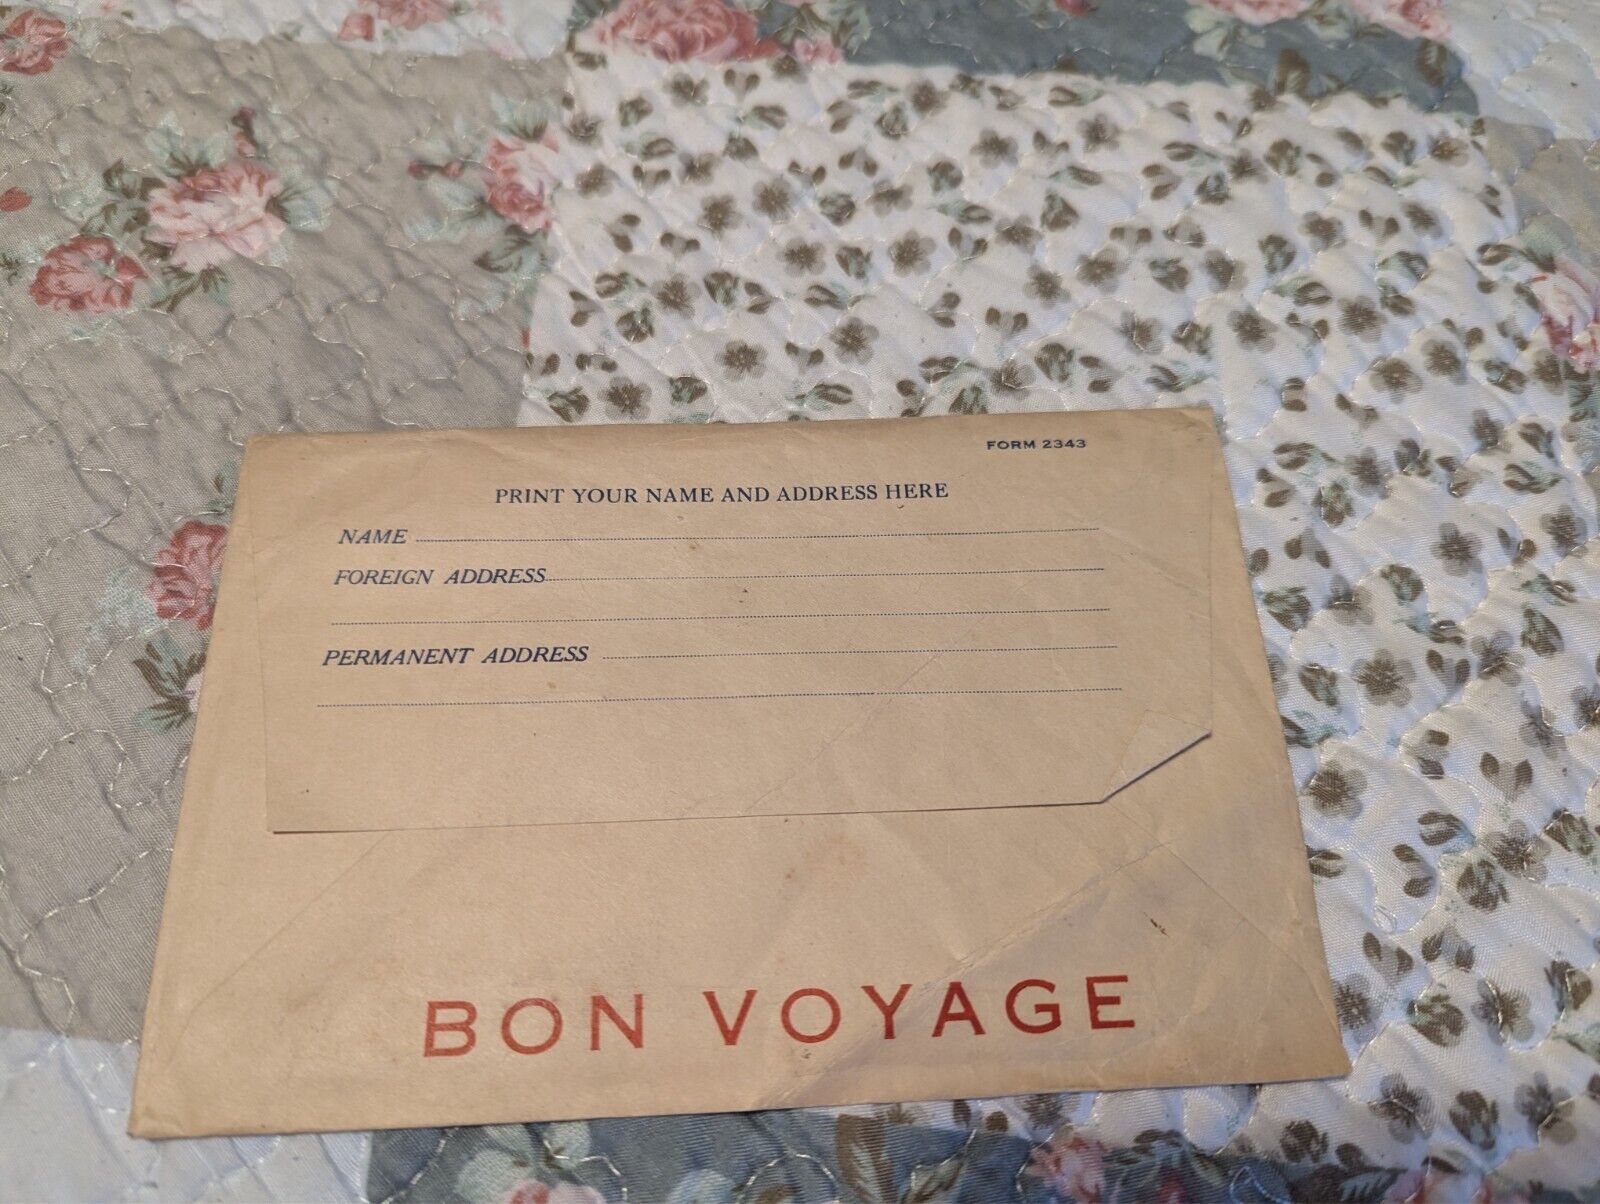 FORM 2343
PRINT YOUR NAME AND ADDRESS HERE
NAME
FOREIGN ADDRESS
PERMANENT ADDRESS
BON VOYAGE